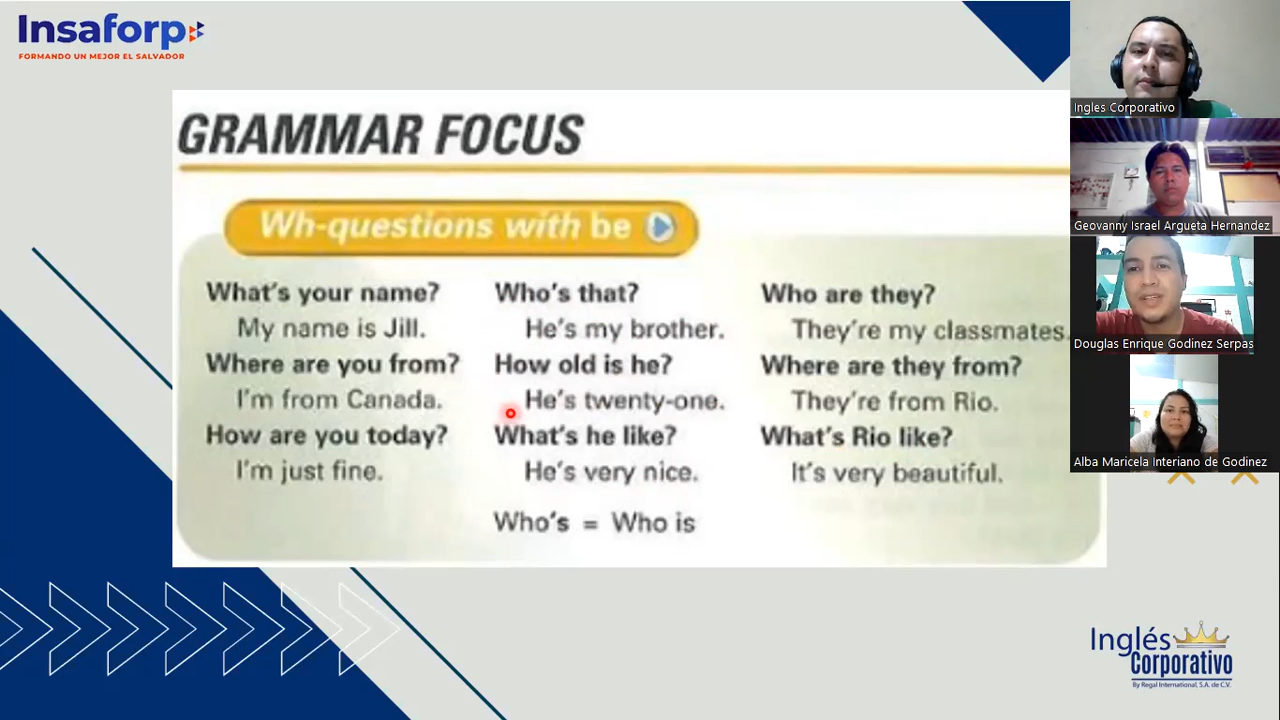 Insaforp
FORMANDO UN MEJOR EL SALVADOR
GRAMMAR FOCUS
Wh-questions with be
What's your name?
My name is Jill.
Where are you from?
I'm from Canada.
How are you today?
I'm just fine.
Who's that?
He's my brother.
How old is he?
He's twenty-one.
What's he like?
He's very nice.
Who's = Who is
Who are they?
They're my classmates.
Where are they from?
They're from Rio.
What's Rio like?
It's very beautiful.
Ingles Corporativo
Geovanny Israel Argueta Hernandez
Douglas Enrique Godinez Serpas
Alba Maricela Interiano de Godinez
Inglés
Corporativo
By Regal International, S.A. de C.V.